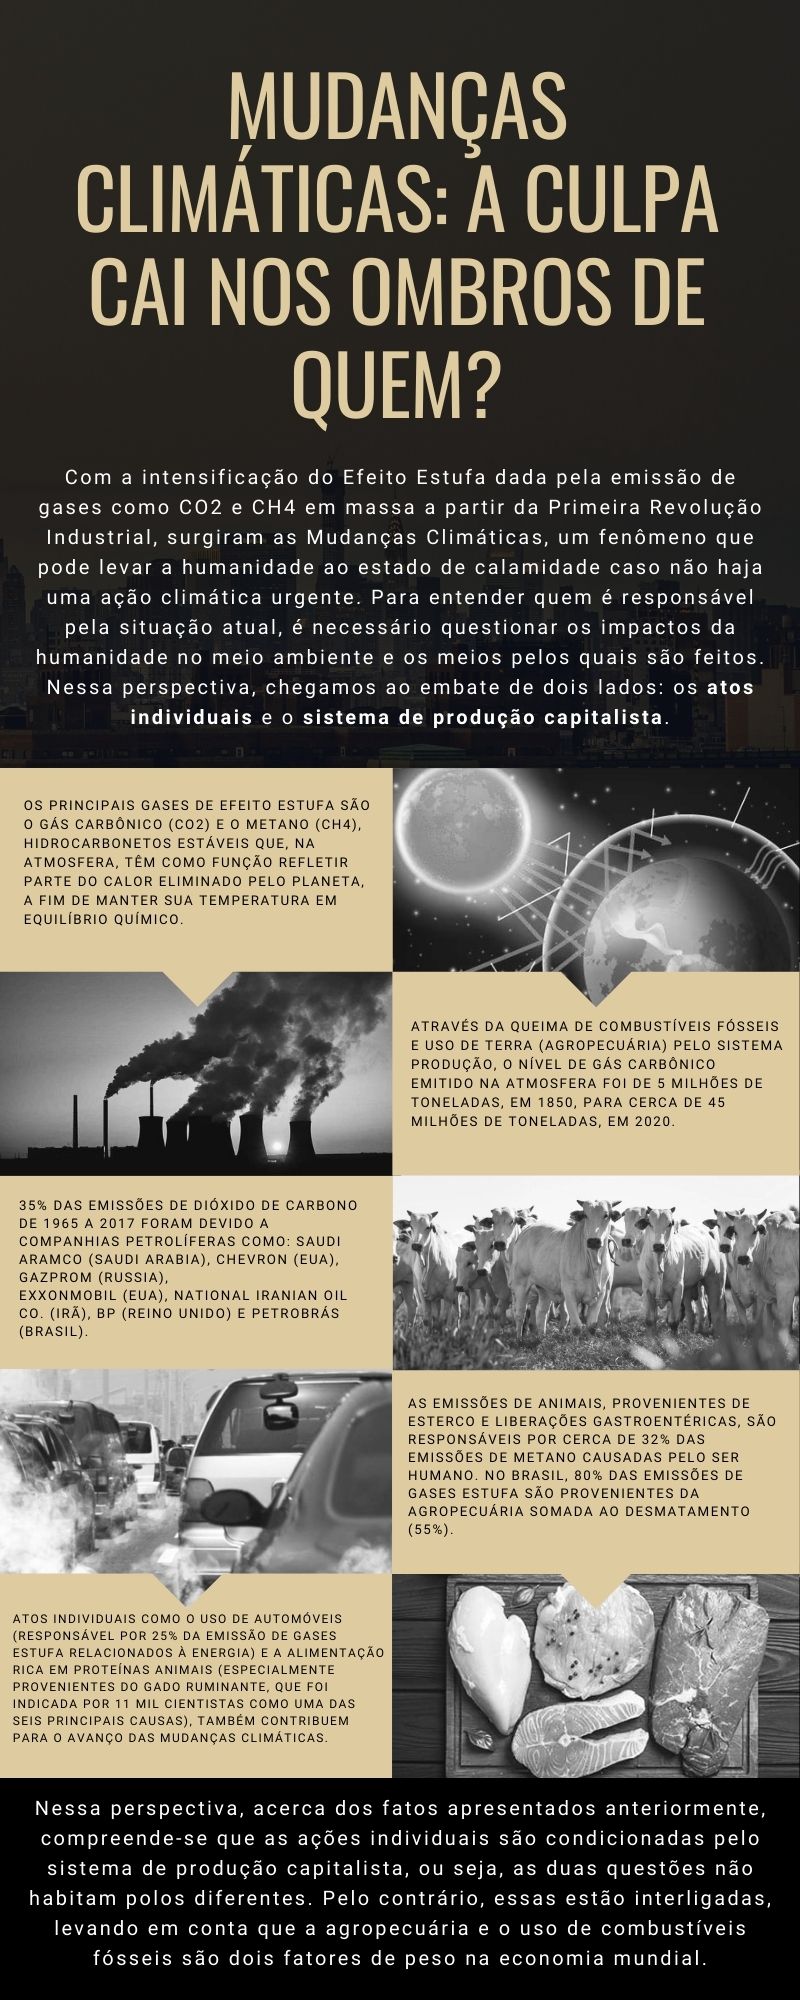 MUDANÇAS
CLIMÁTICAS: A CULPA
CAI NOS OMBROS DE
QUEM?
Com a intensificação do Efeito Estufa dada pela emissão de
gases como CO2 e CH4 em massa a partir da Primeira Revolução
Industrial, surgiram as Mudanças Climáticas, um fenômeno que
pode levar a humanidade ao estado de calamidade caso não haja
uma ação climática urgente. Para entender quem é responsável
pela situação atual, é necessário questionar os impactos da
humanidade no meio ambiente e os meios pelos quais são feitos.
Nessa perspectiva, chegamos ao embate de dois lados: os atos
individuais e o sistema de produção capitalista.
OS PRINCIPAIS GASES DE EFEITO ESTUFA SÃO
O GÁS CARBÔNICO (CO2) E O METANO (CH4),
HIDROCARBONETOS ESTÁVEIS QUE, NA
ATMOSFERA, TÊM COMO FUNÇÃO REFLETIR
PARTE DO CALOR ELIMINADO PELO PLANETA,
A FIM DE MANTER SUA TEMPERATURA EM
EQUILÍBRIO QUÍMICO.
ATRAVÉS DA QUEIMA DE COMBUSTÍVEIS FÓSSEIS
E USO DE TERRA (AGROPECUÁRIA) PELO SISTEMA
PRODUÇÃO, O NÍVEL DE GÁS CARBÔNICO
EMITIDO NA ATMOSFERA FOI DE 5 MILHÕES DE
TONELADAS, EM 1850, PARA CERCA DE 45
MILHÕES DE TONELADAS, EM 2020.
35% DAS EMISSÕES DE DIÓXIDO DE CARBONO
DE 1965 A 2017 FORAM DEVIDO A
COMPANHIAS PETROLÍFERAS COMO: SAUDI
ARAMCO (SAUDI ARABIA), CHEVRON (EUA),
GAZPROM (RUSSIA),
EXXONMOBIL (EUA), NATIONAL IRANIAN OIL
CO. (IRÃ), BP (REINO UNIDO) E PETROBRÁS
(BRASIL).
AS EMISSÕES DE ANIMAIS, PROVENIENTES DE
ESTERCO E LIBERAÇÕES GASTROENTÉRICAS, SÃO
RESPONSÁVEIS POR CERCA DE 32% DAS
EMISSÕES DE METANO CAUSADAS PELO SER
HUMANO. NO BRASIL, 80% DAS EMISSÕES DE
GASES ESTUFA SÃO PROVENIENTES DA
AGROPECUÁRIA SOMADA AO DESMATAMENTO
(55%).
ATOS INDIVIDUAIS COMO O USO DE AUTOMÓVEIS
(RESPONSÁVEL POR 25% DA EMISSÃO DE GASES
ESTUFA RELACIONADOS À ENERGIA) E A ALIMENTAÇÃO
RICA EM PROTEÍNAS ANIMAIS (ESPECIALMENTE
PROVENIENTES DO GADO RUMINANTE, QUE FOI
INDICADA POR 11 MIL CIENTISTAS COMO UMA DAS
SEIS PRINCIPAIS CAUSAS), TAMBÉM CONTRIBUEM
PARA O AVANÇO DAS MUDANÇAS CLIMÁTICAS.
Nessa perspectiva, acerca dos fatos apresentados anteriormente,
compreende-se que as ações individuais são condicionadas pelo
sistema de produção capitalista, ou seja, as duas questões não
habitam polos diferentes. Pelo contrário, essas estão interligadas,
levando em conta que a agropecuária e o uso de combustíveis
fósseis são dois fatores de peso na economia mundial.